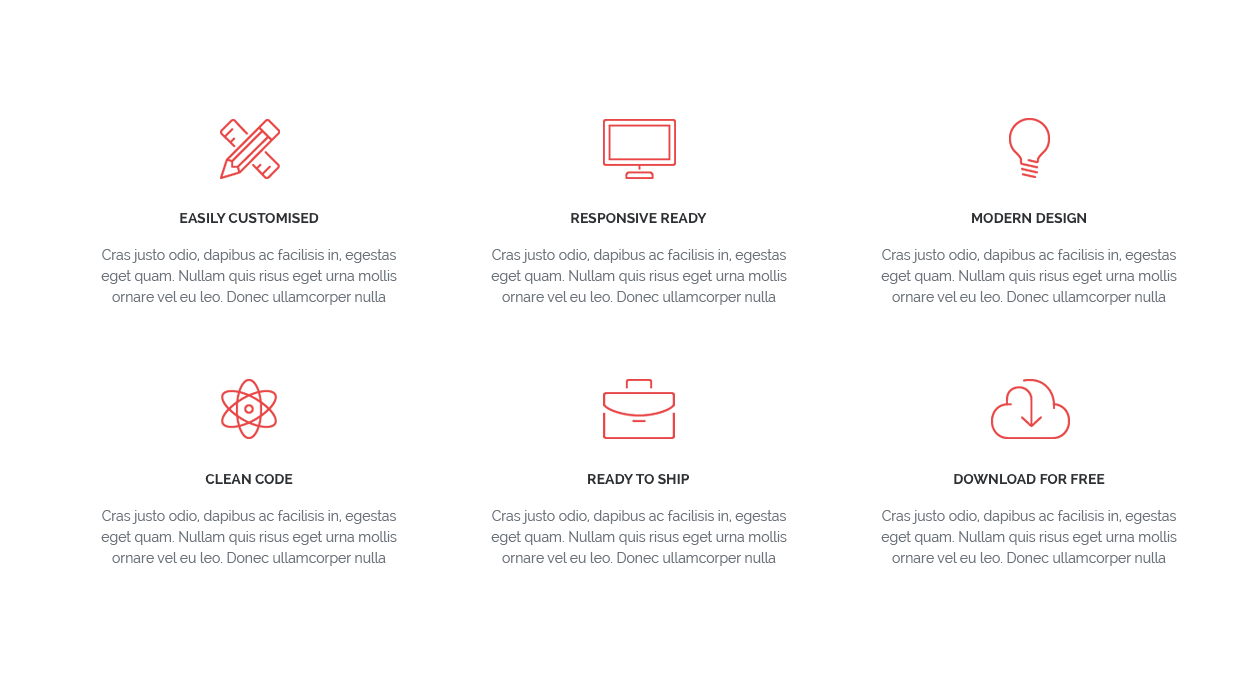 EASILY CUSTOMISED
Cras justo odio, dapibus ac facilisis in, egestas
eget quam. Nullam quis risus eget urna mollis
ornare vel eu leo. Donec ullamcorper nulla
RESPONSIVE READY
Cras justo odio, dapibus ac facilisis in, egestas
eget quam. Nullam quis risus eget urna mollis
ornare vel eu leo. Donec ullamcorper nulla
MODERN DESIGN
Cras justo odio, dapibus ac facilisis in, egestas
eget quam. Nullam quis risus eget urna mollis
ornare vel eu leo. Donec ullamcorper nulla
CLEAN CODE
Cras justo odio, dapibus ac facilisis in, egestas
eget quam. Nullam quis risus eget urna mollis
ornare vel eu leo. Donec ullamcorper nulla
READY TO SHIP
Cras justo odio, dapibus ac facilisis in, egestas
eget quam. Nullam quis risus eget urna mollis
ornare vel eu leo. Donec ullamcorper nulla
DOWNLOAD FOR FREE
Cras justo odio, dapibus ac facilisis in, egestas
eget quam. Nullam quis risus eget urna mollis
ornare vel eu leo. Donec ullamcorper nulla